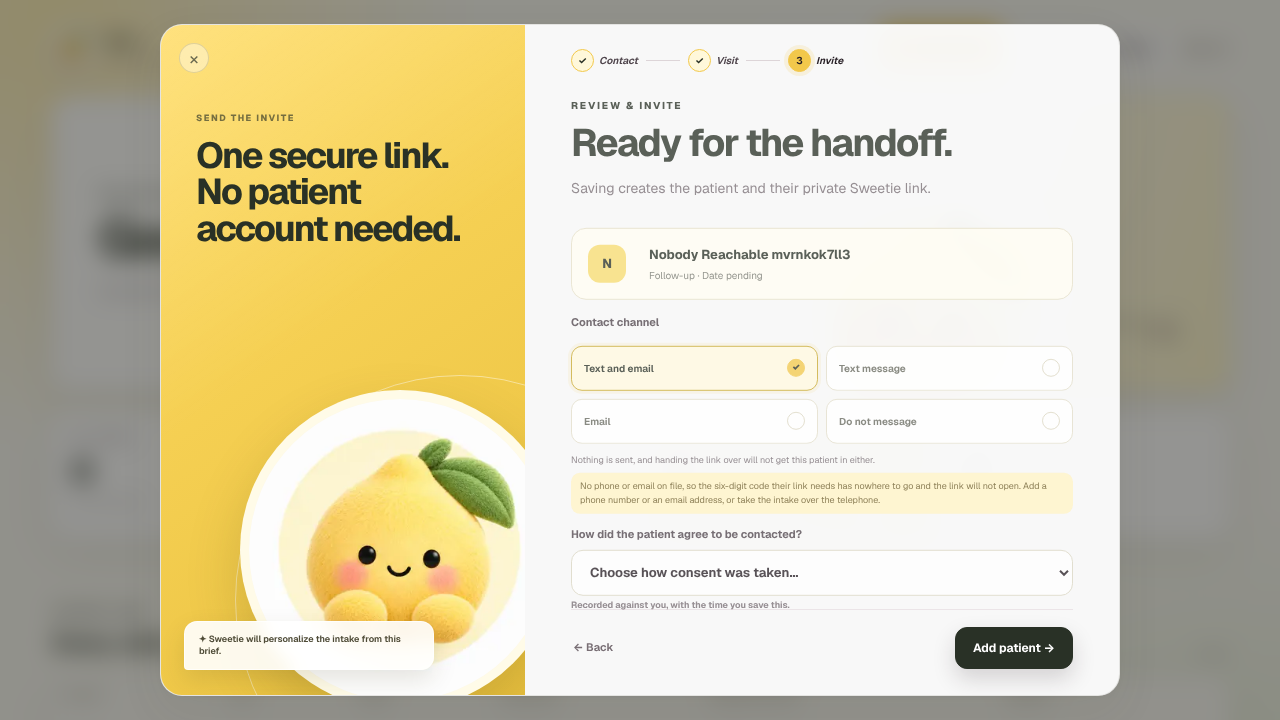 ×
SEND THE INVITE
One secure link.
No patient
account needed.
✦ Sweetie will personalize the intake from this
brief.
✓ Contact ✓ Visit 3 Invite
REVIEW & INVITE
Ready for the handoff.
Saving creates the patient and their private Sweetie link.
N
Nobody Reachable mvrnkok7ll3
Follow-up · Date pending
Contact channel
Text and email
Text message
Email
Do not message
Nothing is sent, and handing the link over will not get this patient in either.
No phone or email on file, so the six-digit code their link needs has nowhere to go and the link will not open. Add a
phone number or an email address, or take the intake over the telephone.
How did the patient agree to be contacted?
Choose how consent was taken...
Recorded against you, with the time you save this.
← Back
Add patient →